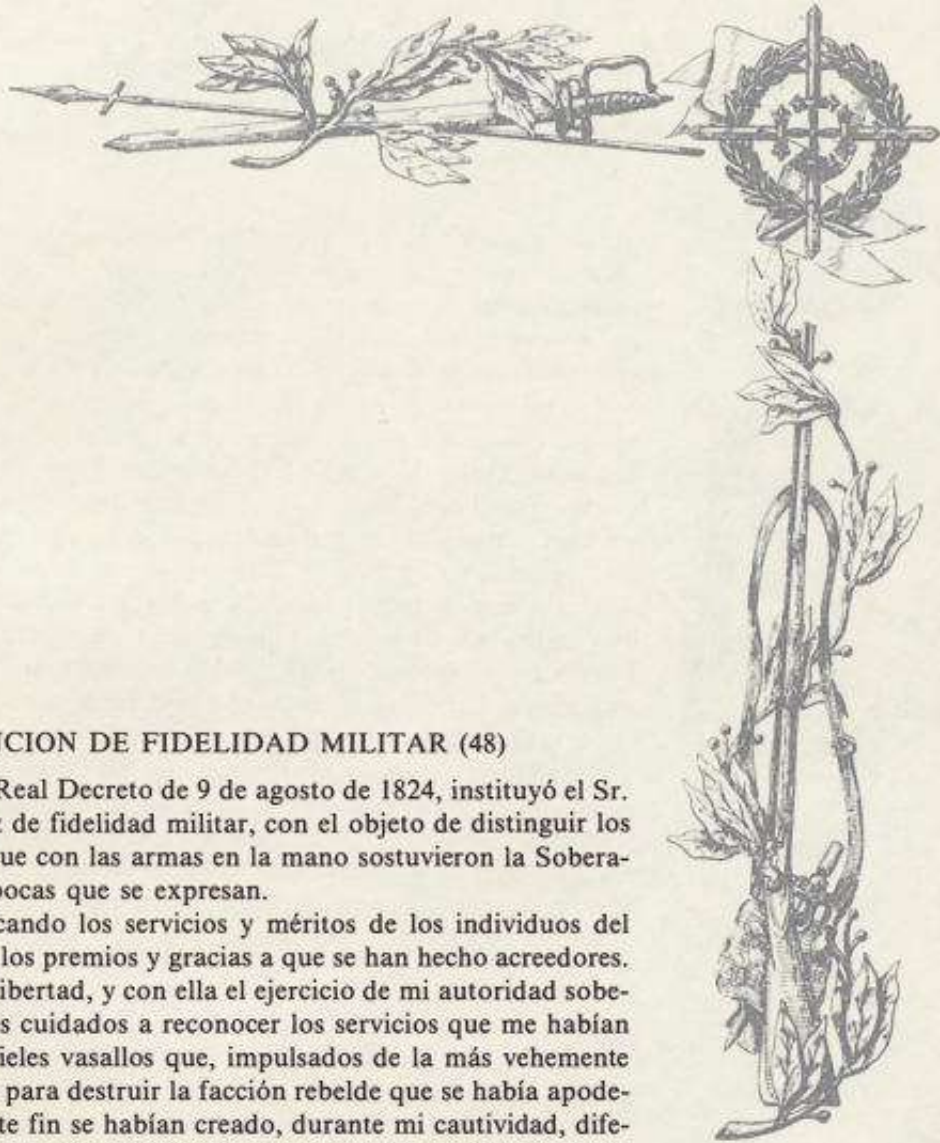 NCION DE FIDELIDAD MILITAR (48)
Real Decreto de 9 de agosto de 1824, instituyó el Sr.
de fidelidad militar, con el objeto de distinguir los
ue con las armas en la mano sostuvieron la Sobera-
pocas que se expresan.
cando los servicios y méritos de los individuos del
los premios y gracias a que se han hecho acreedores.
ibertad, y con ella el ejercicio de mi autoridad sobe-
s cuidados a reconocer los servicios que me habían
ieles vasallos que, impulsados de la más vehemente
para destruir la facción rebelde que se había apode-
te fin se habían creado, durante mi cautividad, dife-